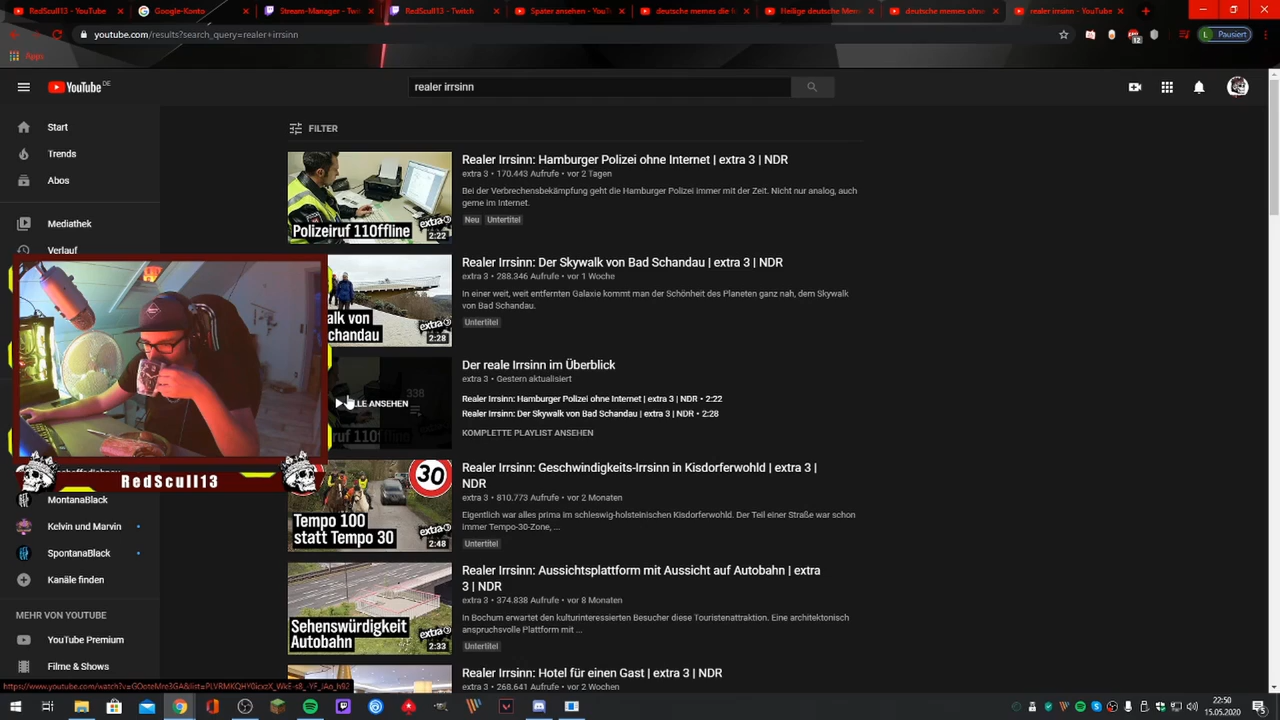 RedScull13 - YouTube
Google-Konto
Stream-Manager - Twi
RedScull13 - Twitch
Später ansehen - YouT
deutsche memes die f
Heilige deutsche Mem
deutsche memes ohne
realer irrsinn - YouTube
youtube.com/results?search_query=realer+irrsinn
12
L Pausiert
Apps
YouTube DE
realer irrsinn
Start
Trends
Abos
Mediathek
Verlauf
FILTER
Realer Irrsinn: Hamburger Polizei ohne Internet | extra 3 | NDR
extra 3 • 170.443 Aufrufe • vor 2 Tagen
Bei der Verbrechensbekämpfung geht die Hamburger Polizei immer mit der Zeit. Nicht nur analog, auch
gerne im Internet.
Neu Untertitel
Polizeiruf 110ffline
extra 3
2:22
Realer Irrsinn: Der Skywalk von Bad Schandau | extra 3 | NDR
extra 3 • 288.346 Aufrufe • vor 1 Woche
In einer weit, weit entfernten Galaxie kommt man der Schönheit des Planeten ganz nah, dem Skywalk
von Bad Schandau.
Untertitel
alk von
chandau
extra 3
2:28
Der reale Irrsinn im Überblick
extra 3 • Gestern aktualisiert
Realer Irrsinn: Hamburger Polizei ohne Internet | extra 3 | NDR • 2:22
Realer Irrsinn: Der Skywalk von Bad Schandau | extra 3 | NDR • 2:28
KOMPLETTE PLAYLIST ANSEHEN
338
LLE ANSEHEN
ruf 110ffl
RedScull13
Realer Irrsinn: Geschwindigkeits-Irrsinn in Kisdorferwohld | extra 3 |
NDR
extra 3 • 810.773 Aufrufe • vor 2 Monaten
Eigentlich war alles prima im schleswig-holsteinischen Kisdorferwohld. Der Teil einer Straße war schon
immer Tempo-30-Zone, ...
Untertitel
30
Tempo 100
statt Tempo 30
extra 3
2:48
MontanaBlack
Kelvin und Marvin
SpontanaBlack
Kanäle finden
MEHR VON YOUTUBE
YouTube Premium
Filme & Shows
Realer Irrsinn: Aussichtsplattform mit Aussicht auf Autobahn | extra
3 | NDR
extra 3 • 374.838 Aufrufe • vor 8 Monaten
In Bochum erwartet den kulturinteressierten Besucher diese Touristenattraktion. Eine architektonisch
anspruchsvolle Plattform mit ...
Untertitel
Sehenswürdigkeit
Autobahn
extra 3
2:33
Realer Irrsinn: Hotel für einen Gast | extra 3 | NDR
extra 3 • 268.641 Aufrufe • vor 2 Wochen
22:50
15.05.2020